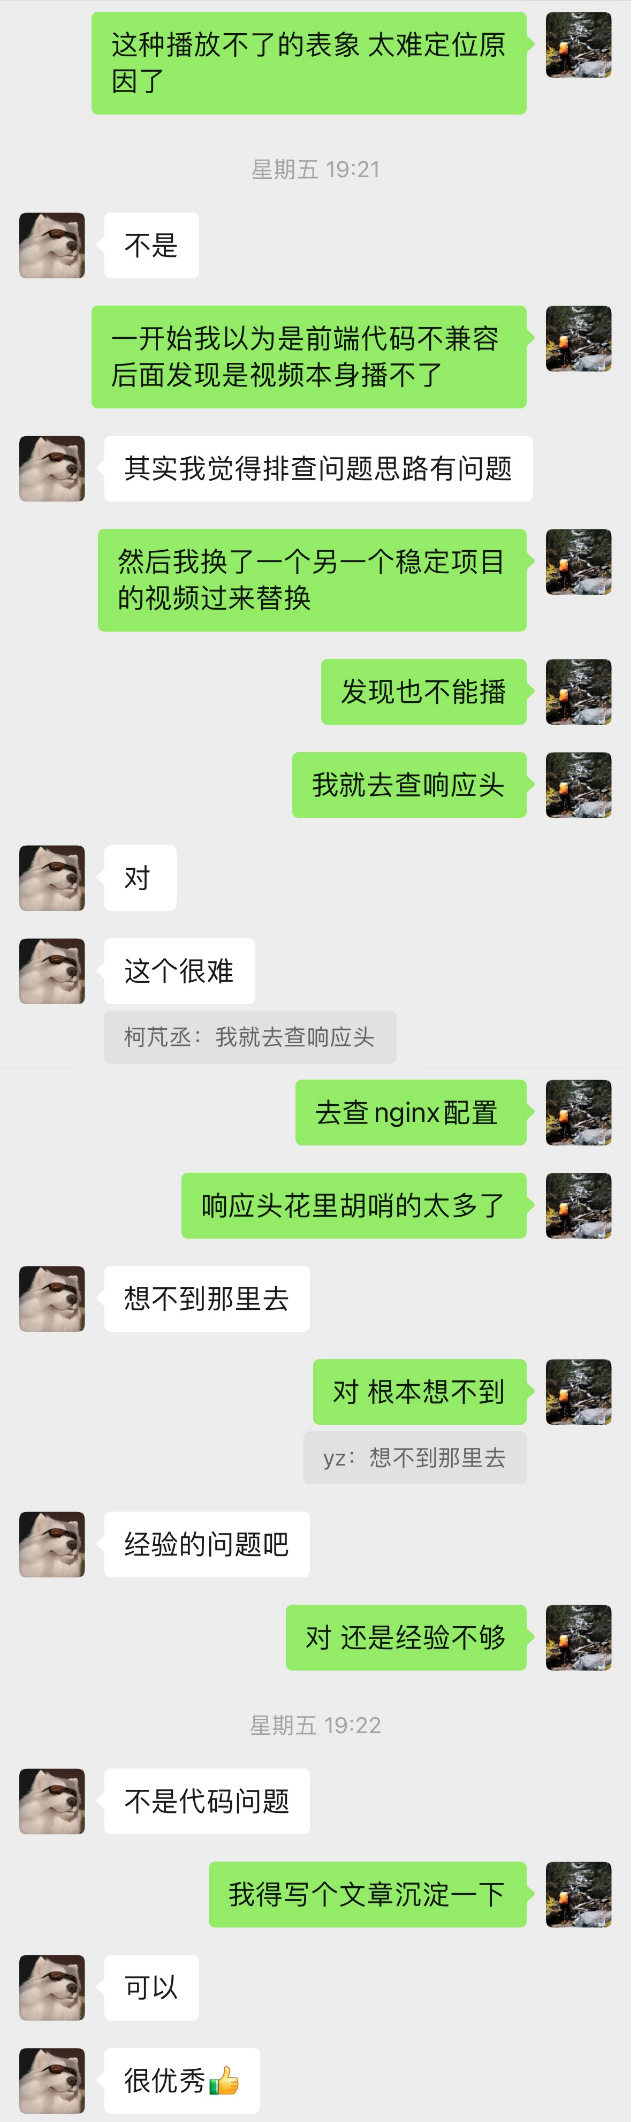 这种播放不了的表象 太难定位原
因了
星期五 19:21
不是
一开始我以为是前端代码不兼容
后面发现是视频本身播不了
其实我觉得排查问题思路有问题
然后我换了一个另一个稳定项目
的视频过来替换
发现也不能播
我就去查响应头
对
这个很难
柯芃丞：我就去查响应头
去查nginx配置
响应头花里胡哨的太多了
想不到那里去
对 根本想不到
yz：想不到那里去
经验的问题吧
对 还是经验不够
星期五 19:22
不是代码问题
我得写个文章沉淀一下
可以
很优秀👍